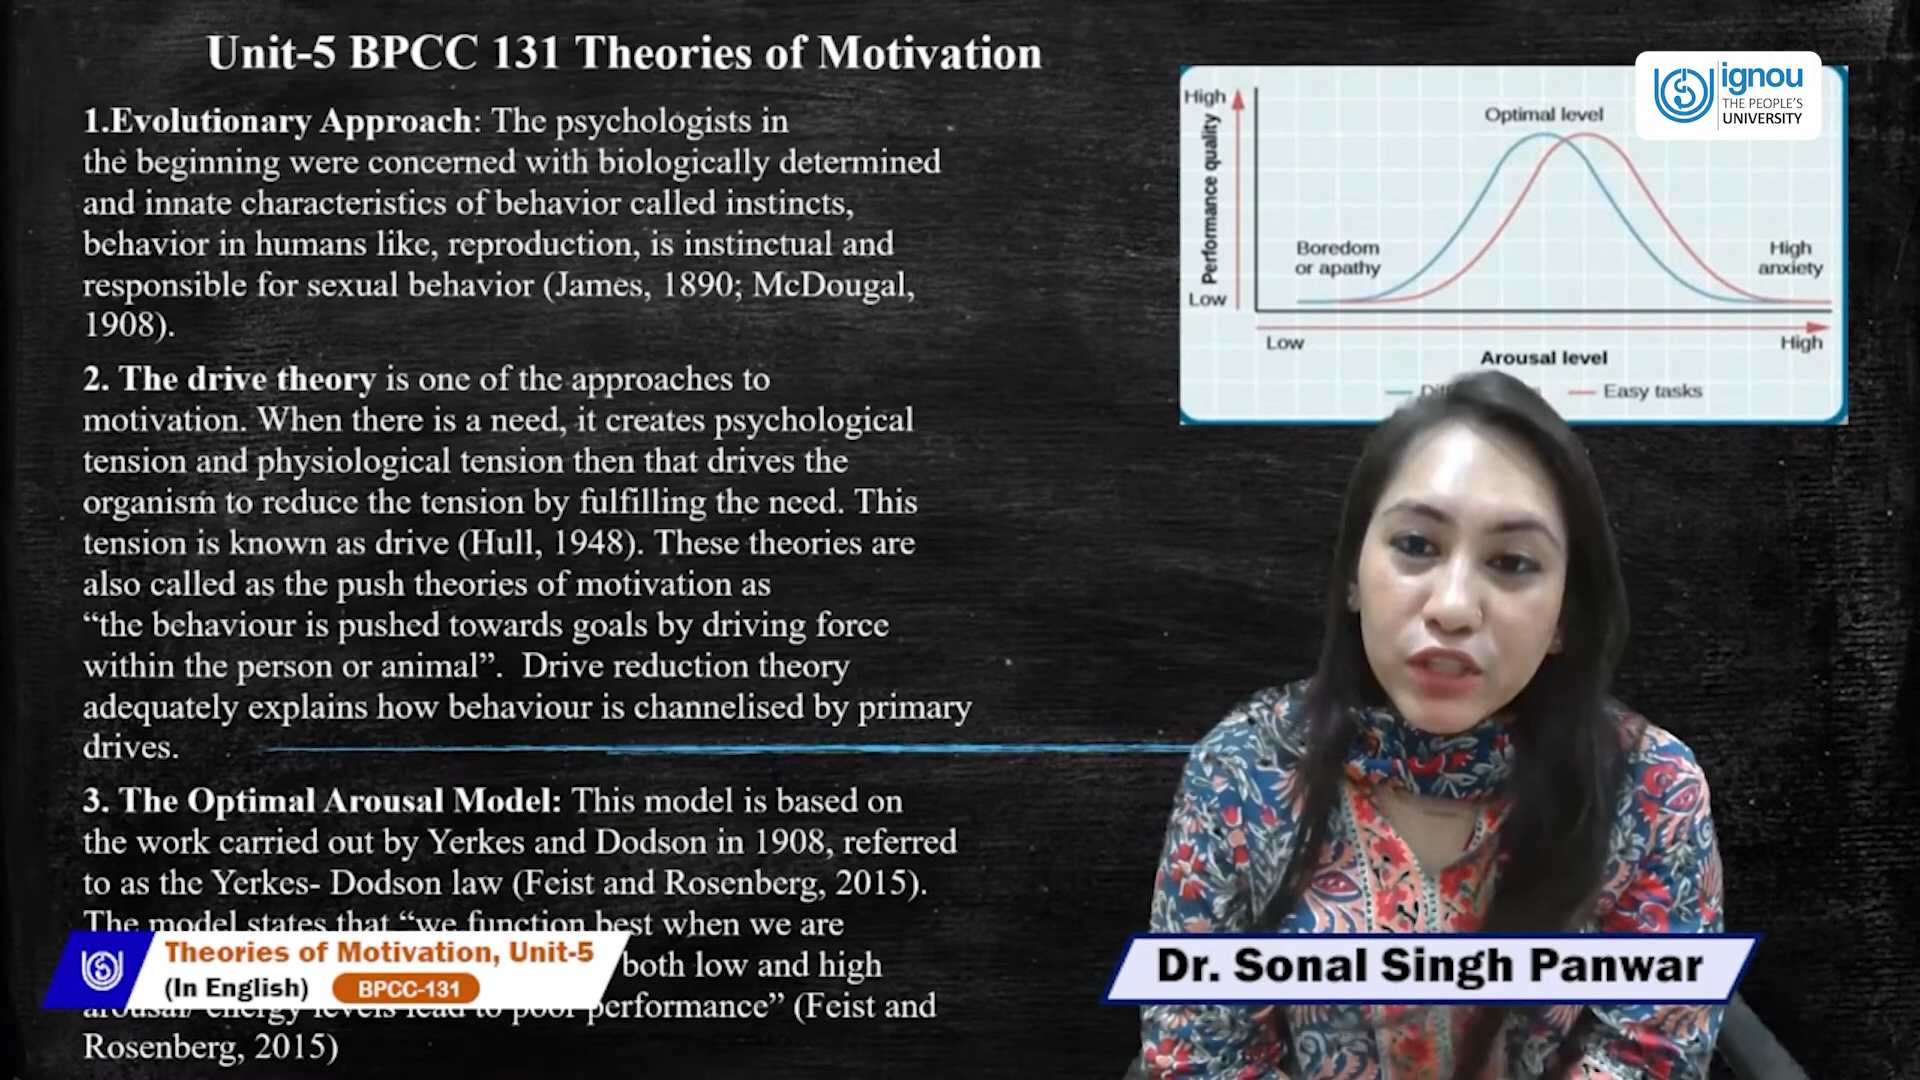 Unit-5 BPCC 131 Theories of Motivation
1.Evolutionary Approach: The psychologists in
the beginning were concerned with biologically determined
and innate characteristics of behavior called instincts,
behavior in humans like, reproduction, is instinctual and
responsible for sexual behavior (James, 1890; McDougal,
1908).
2. The drive theory is one of the approaches to
motivation. When there is a need, it creates psychological
tension and physiological tension then that drives the
organism to reduce the tension by fulfilling the need. This
tension is known as drive (Hull, 1948). These theories are
also called as the push theories of motivation as
“the behaviour is pushed towards goals by driving force
within the person or animal”. Drive reduction theory
adequately explains how behaviour is channelised by primary
drives.
3. The Optimal Arousal Model: This model is based on
the work carried out by Yerkes and Dodson in 1908, referred
to as the Yerkes- Dodson law (Feist and Rosenberg, 2015).
The model states that “we function best when we are
both low and high
arousal/ energy levels lead to poor performance” (Feist and
Rosenberg, 2015)
High
Performance quality
Low
Optimal level
Boredom
or apathy
High
anxiety
Low
High
Arousal level
Easy tasks
ignou
THE PEOPLE'S
UNIVERSITY
Theories of Motivation, Unit-5
(In English)
BPCC-131
Dr. Sonal Singh Panwar